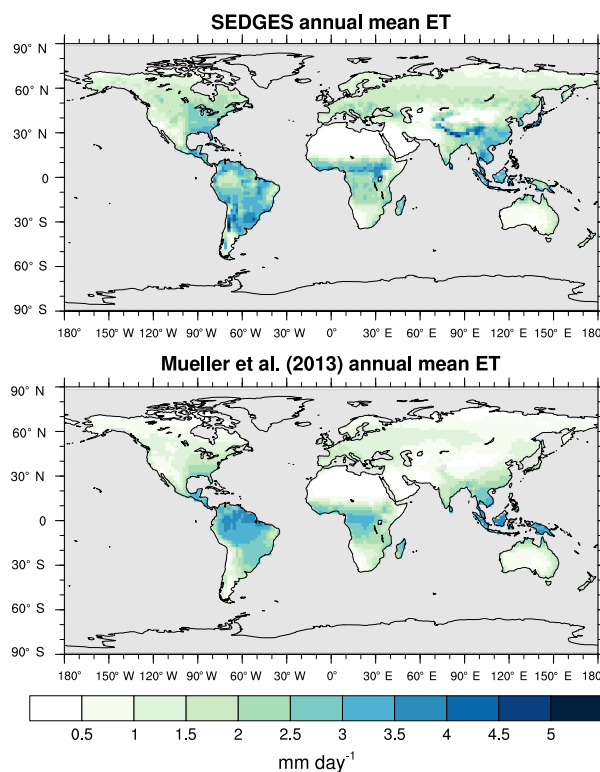 SEDGES annual mean ET
90° N
60° N
30° N
0
30° S
60° S
90° S
180° 150° W 120° W 90° W 60° W 30° W 0° 30° E 60° E 90° E 120° E 150° E 180°
Mueller et al. (2013) annual mean ET
90° N
60° N
30° N
0°
30° S
60° S
90° S
180° 150° W 120° W 90° W 60° W 30° W 0° 30° E 60° E 90° E 120° E 150° E 180°
0.5 1 1.5 2 2.5 3 3.5 4 4.5 5
mm day⁻¹